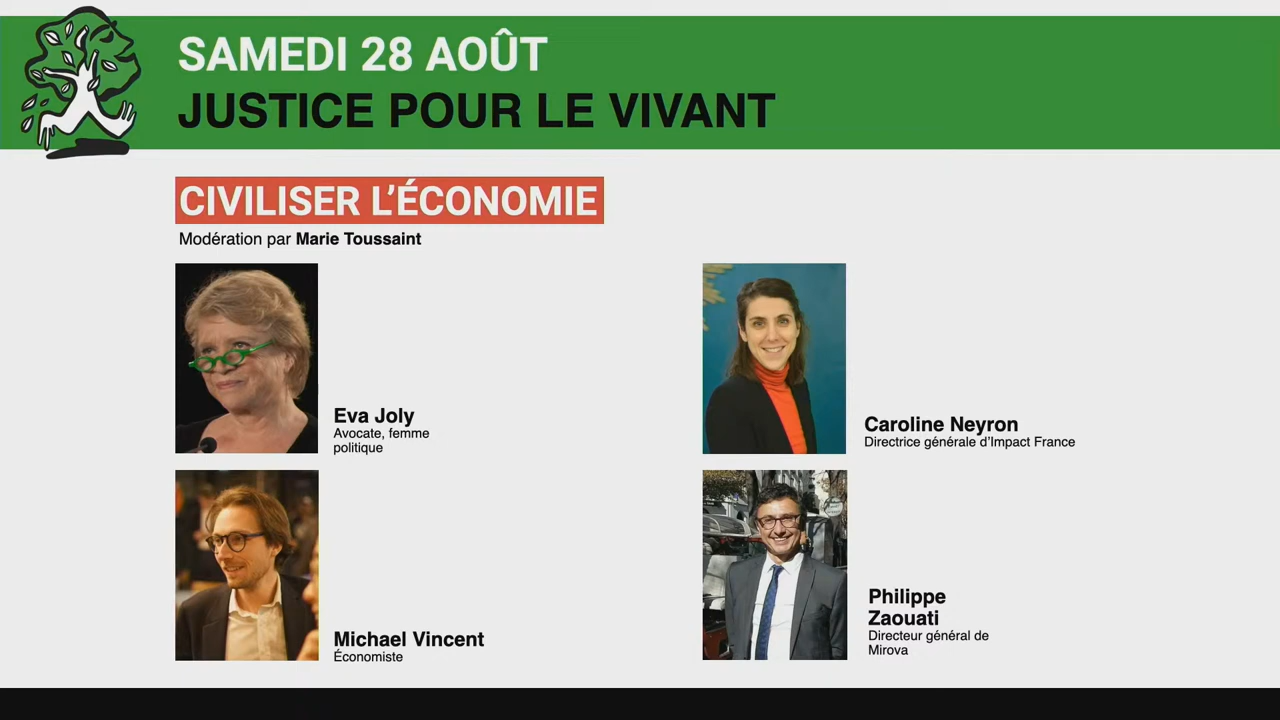 SAMEDI 28 AOÛT
JUSTICE POUR LE VIVANT
CIVILISER L’ÉCONOMIE
Modération par Marie Toussaint
Eva Joly
Avocate, femme
politique
Caroline Neyron
Directrice générale d’Impact France
Michael Vincent
Économiste
Philippe
Zaouati
Directeur général de
Mirova